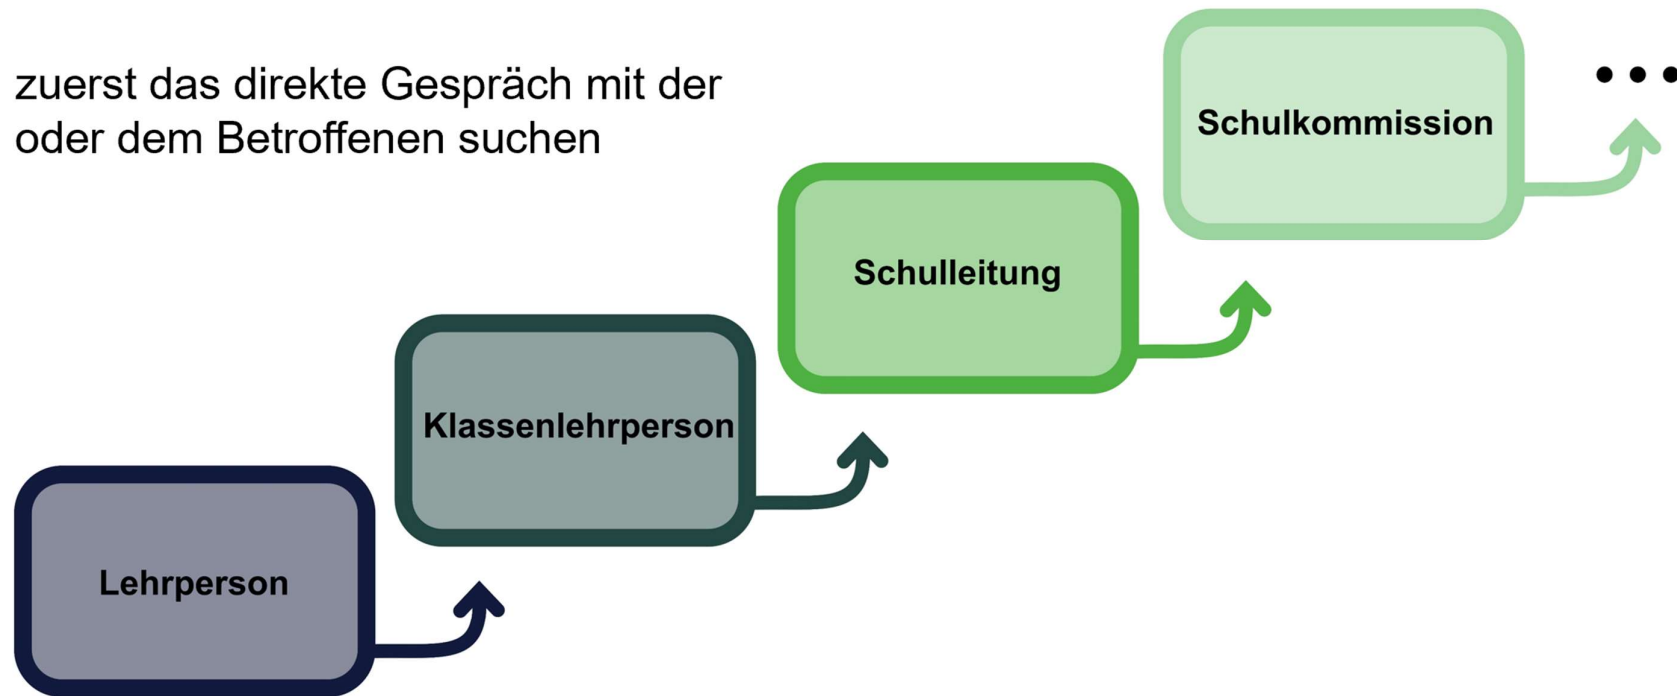 zuerst das direkte Gespräch mit der
oder dem Betroffenen suchen
Schulkommission
...
Schulleitung
Klassenlehrperson
Lehrperson